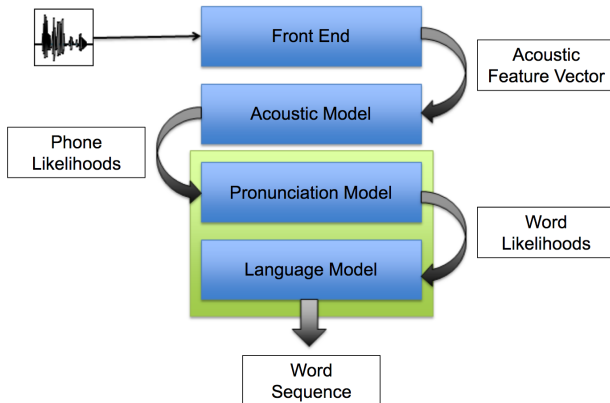 Front End
Acoustic
Feature Vector
Acoustic Model
Phone
Likelihoods
Pronunciation Model
Word
Likelihoods
Language Model
Word
Sequence